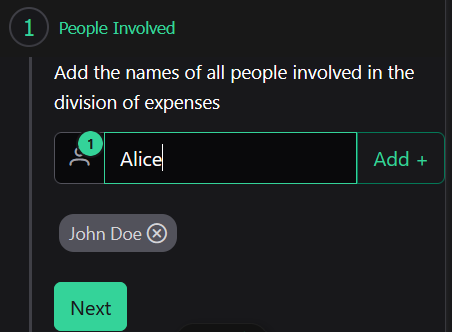 1 People Involved
Add the names of all people involved in the
division of expenses
1
Alice
Add +
John Doe
Next